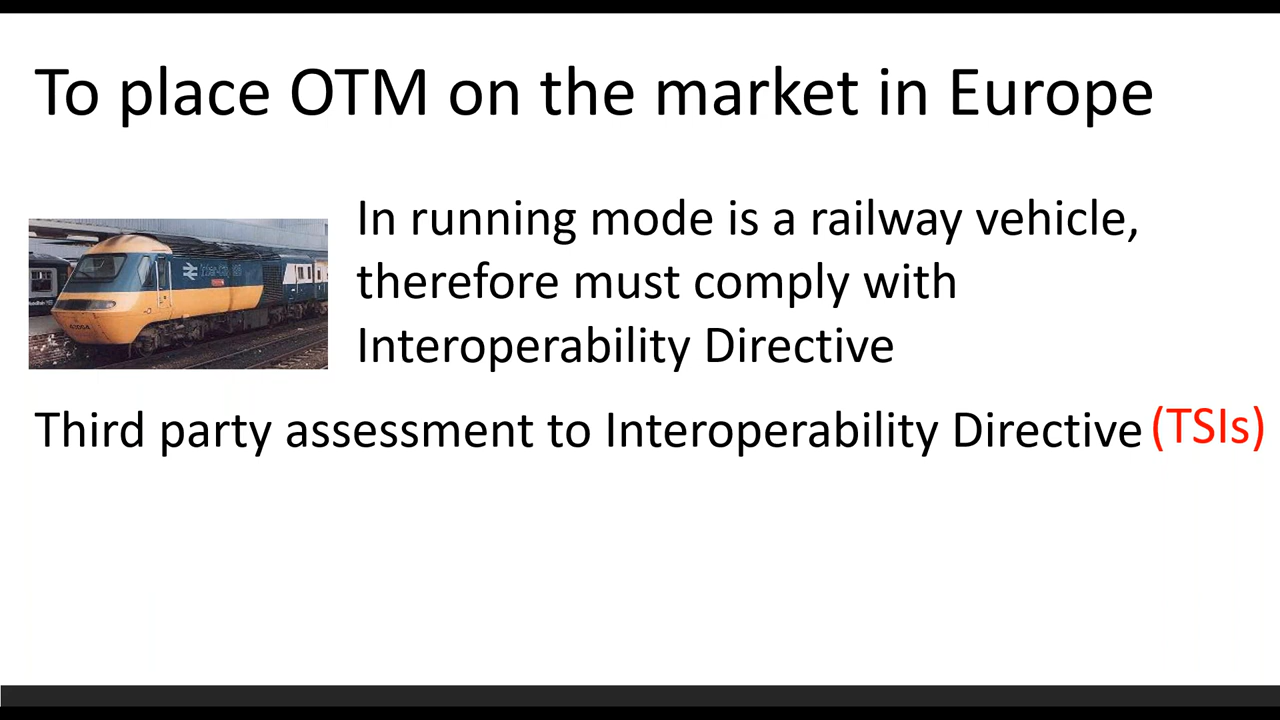 To place OTM on the market in Europe
In running mode is a railway vehicle,
therefore must comply with
Interoperability Directive
Third party assessment to Interoperability Directive (TSIs)